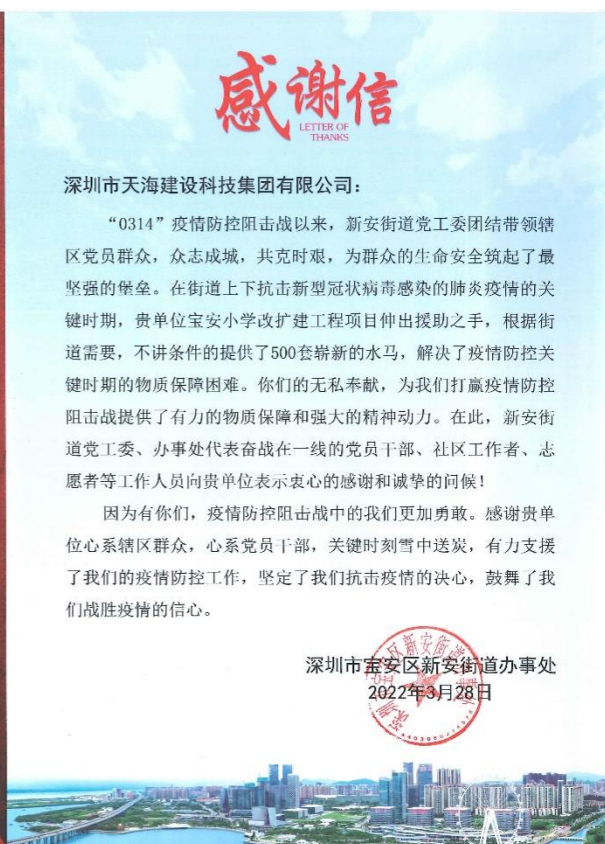 感谢信
LETTER OF
THANKS
深圳市天海建设科技集团有限公司：
“0314”疫情防控阻击战以来，新安街道党工委团结带领辖
区党员群众，众志成城，共克时艰，为群众的生命安全筑起了最
坚强的堡垒。在街道上下抗击新型冠状病毒感染的肺炎疫情的关
键时期，贵单位宝安小学改扩建工程项目伸出援助之手，根据街
道需要，不讲条件的提供了500套崭新的水马，解决了疫情防控关
键时期的物质保障困难。你们的无私奉献，为我们打赢疫情防控
阻击战提供了有力的物质保障和强大的精神动力。在此，新安街
道党工委、办事处代表奋战在一线的党员干部、社区工作者、志
愿者等工作人员向贵单位表示衷心的感谢和诚挚的问候！
因为有你们，疫情防控阻击战中的我们更加勇敢。感谢贵单
位心系辖区群众，心系党员干部，关键时刻雪中送炭，有力支援
了我们的疫情防控工作，坚定了我们抗击疫情的决心，鼓舞了我
们战胜疫情的信心。
深圳市宝安区新安街道办事处
2022年3月28日